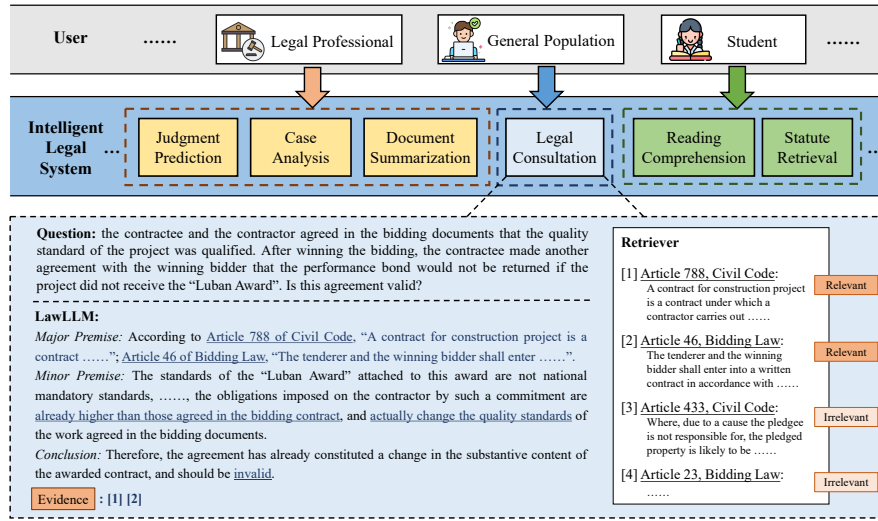 User
……
Legal Professional
General Population
Student
……
Intelligent
Legal
System
...
Judgment
Prediction
Case
Analysis
Document
Summarization
Legal
Consultation
Reading
Comprehension
Statute
Retrieval
...
Question: the contractee and the contractor agreed in the bidding documents that the quality
standard of the project was qualified. After winning the bidding, the contractee made another
agreement with the winning bidder that the performance bond would not be returned if the
project did not receive the “Luban Award”. Is this agreement valid?
LawLLM:
Major Premise: According to Article 788 of Civil Code, “A contract for construction project is a
contract ……”; Article 46 of Bidding Law, “The tenderer and the winning bidder shall enter ……”.
Minor Premise: The standards of the “Luban Award” attached to this award are not national
mandatory standards, ……, the obligations imposed on the contractor by such a commitment are
already higher than those agreed in the bidding contract, and actually change the quality standards of
the work agreed in the bidding documents.
Conclusion: Therefore, the agreement has already constituted a change in the substantive content of
the awarded contract, and should be invalid.
Evidence : [1] [2]
Retriever
[1] Article 788, Civil Code:
A contract for construction project
is a contract under which a
contractor carries out ……
Relevant
[2] Article 46, Bidding Law:
The tenderer and the winning
bidder shall enter into a written
contract in accordance with ……
Relevant
[3] Article 433, Civil Code:
Where, due to a cause the pledgee
is not responsible for, the pledged
property is likely to be ……
Irrelevant
[4] Article 23, Bidding Law:
……
Irrelevant